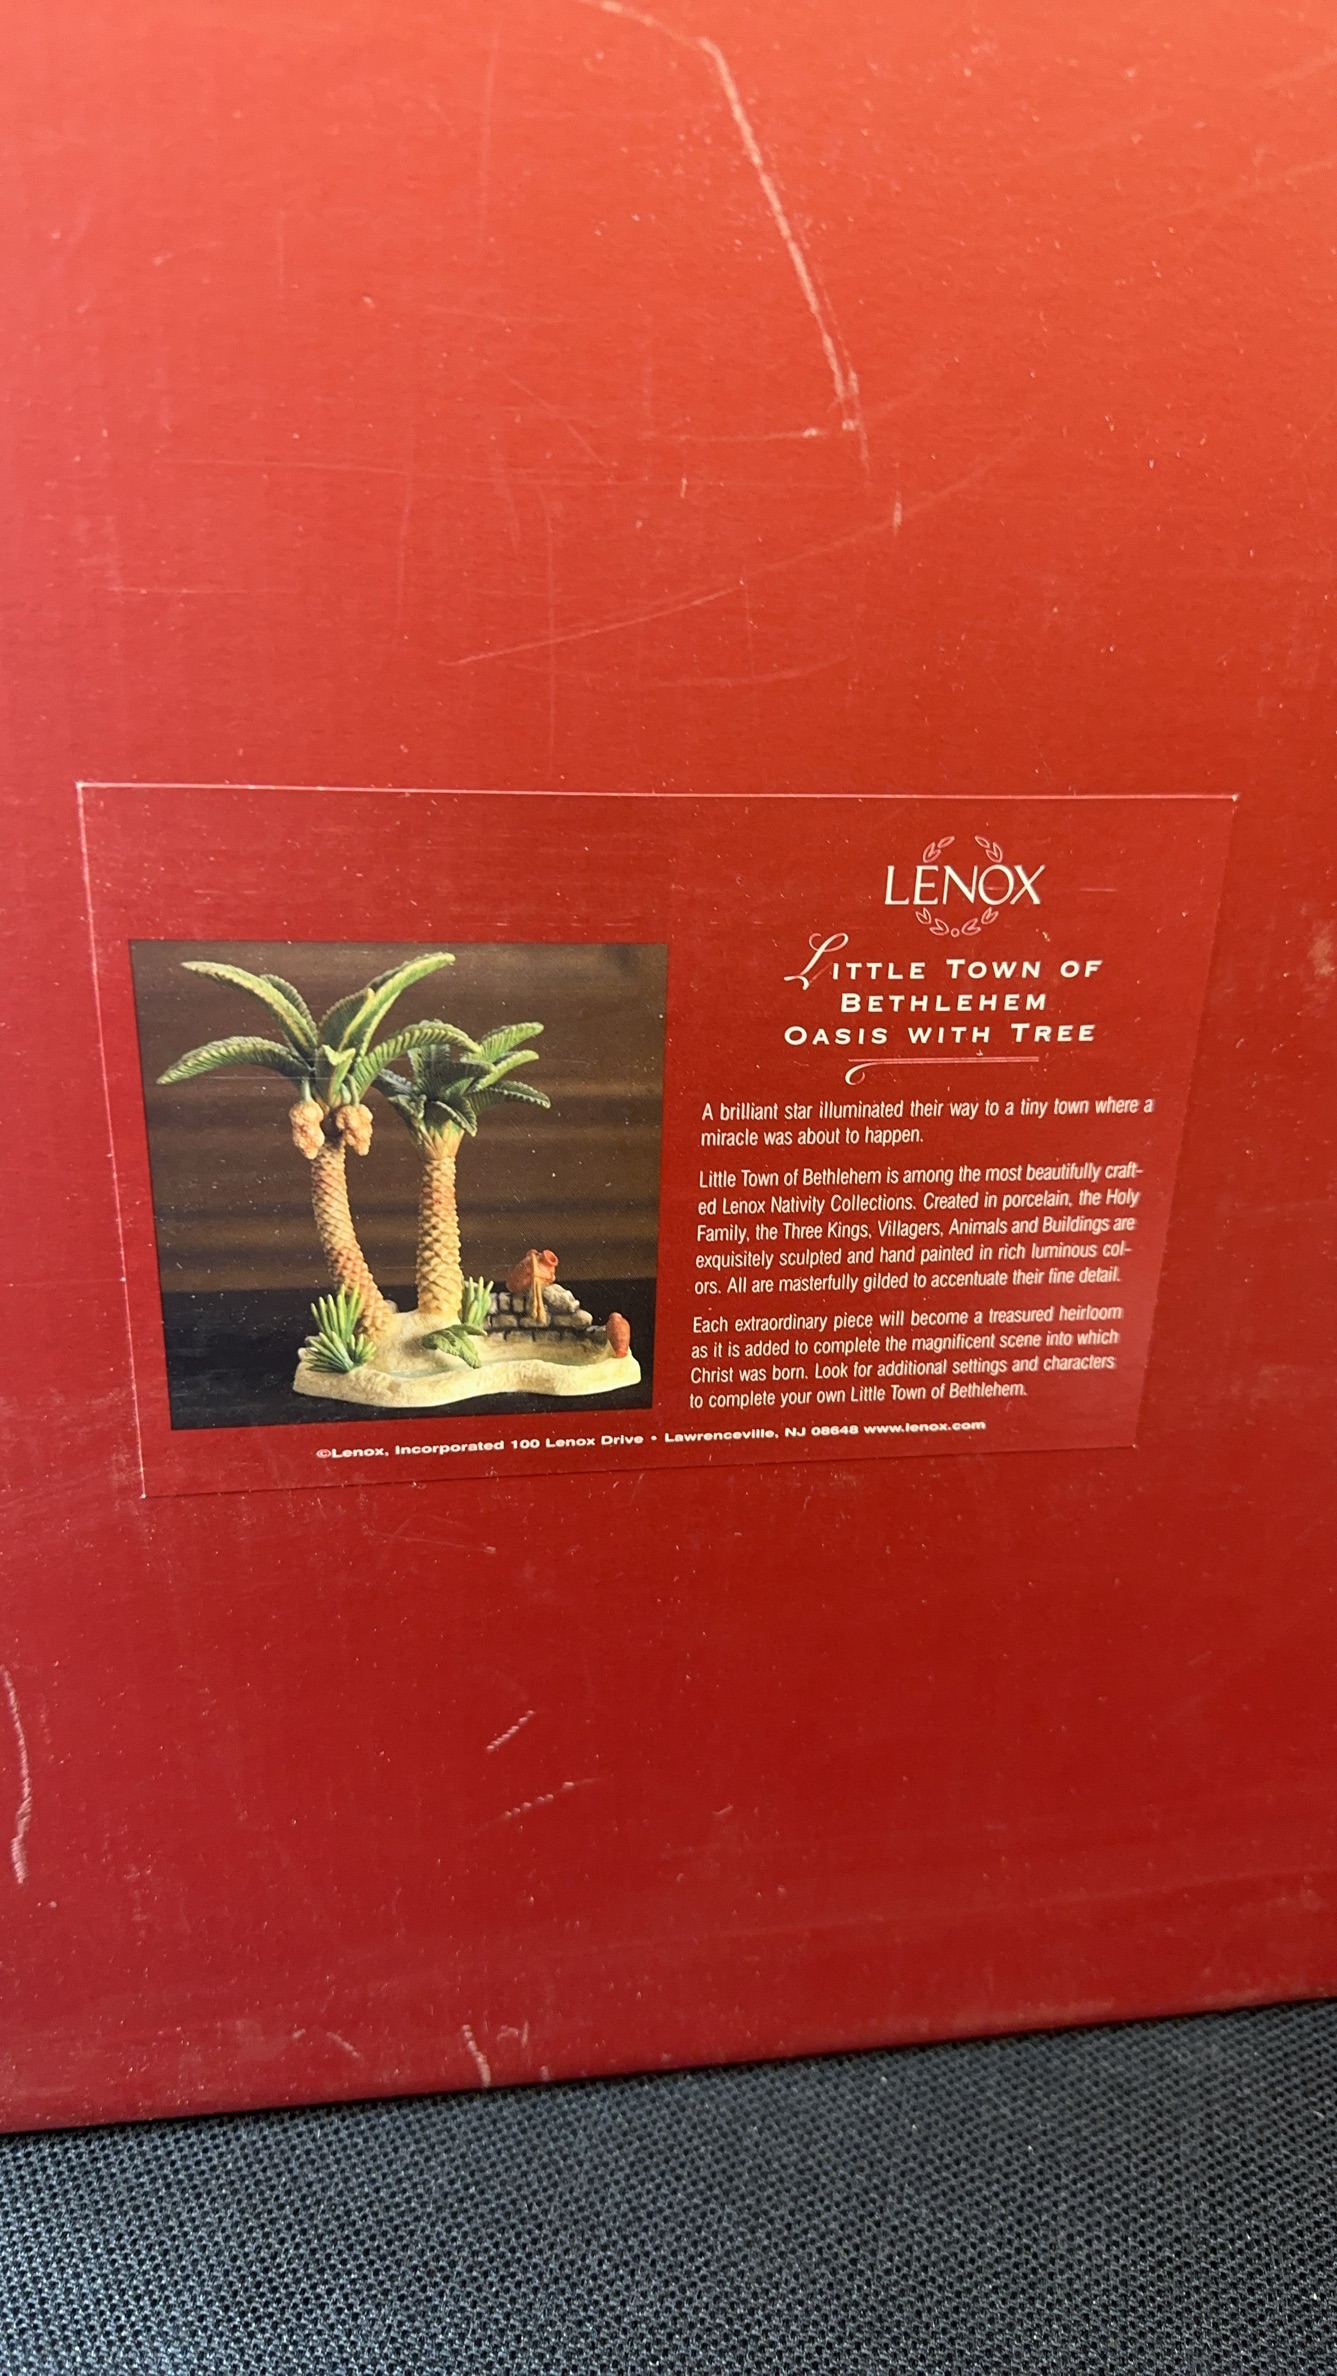 LENOX
LITTLE TOWN OF
BETHLEHEM
OASIS WITH TREE
A brilliant star illuminated their way to a tiny town where a
miracle was about to happen.
Little Town of Bethlehem is among the most beautifully craft-
ed Lenox Nativity Collections. Created in porcelain, the Holy
Family, the Three Kings, Villagers, Animals and Buildings are
exquisitely sculpted and hand painted in rich luminous col-
ors. All are masterfully gilded to accentuate their fine detail.
Each extraordinary piece will become a treasured heirloom
as it is added to complete the magnificent scene into which
Christ was born. Look for additional settings and characters
to complete your own Little Town of Bethlehem.
©Lenox, Incorporated 100 Lenox Drive • Lawrenceville, NJ 08648 www.lenox.com